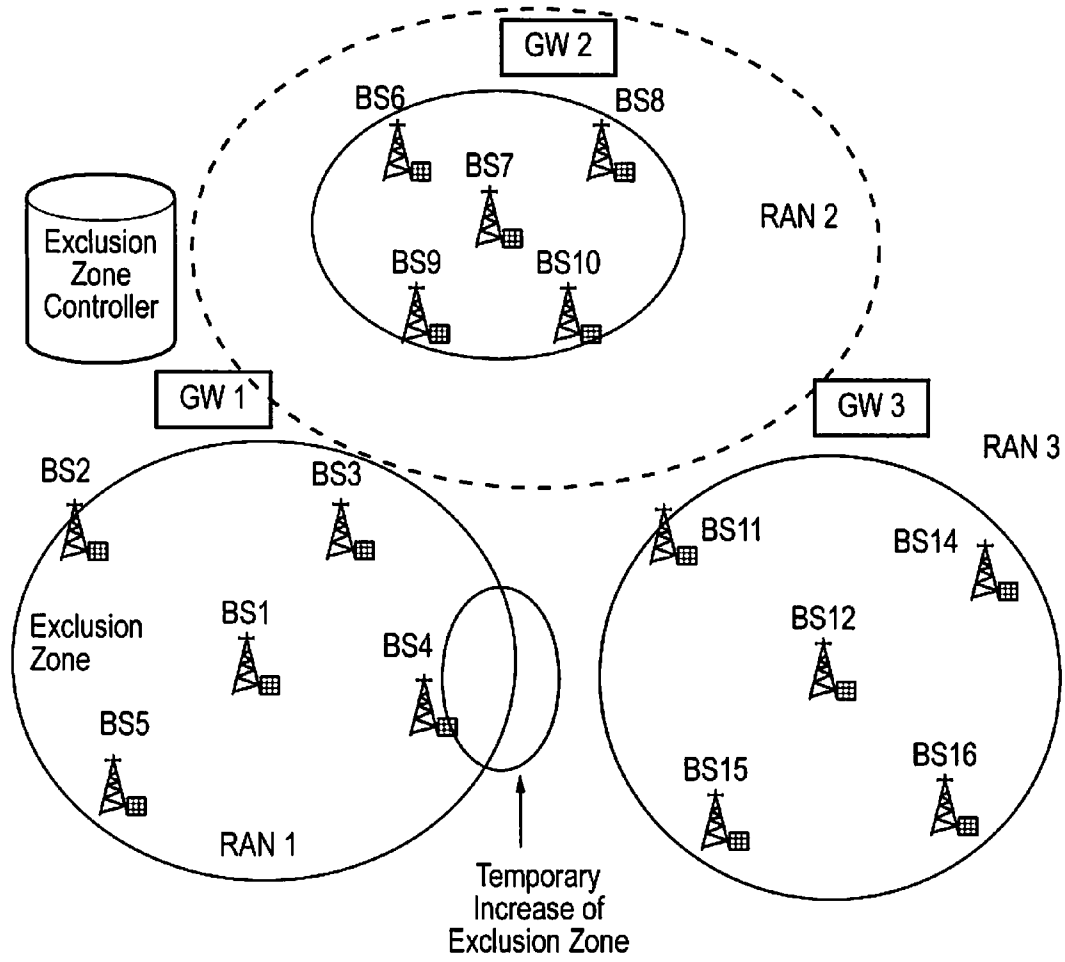 GW 2
BS6
BS8
BS7
RAN 2
Exclusion
Zone
Controller
BS9
BS10
GW 1
GW 3
RAN 3
BS2
BS3
BS11
BS14
Exclusion
Zone
BS1
BS4
BS12
BS5
BS15
BS16
RAN 1
Temporary
Increase of
Exclusion Zone